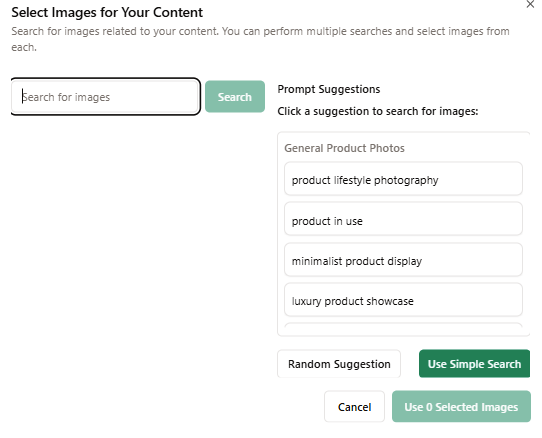 Select Images for Your Content
Search for images related to your content. You can perform multiple searches and select images from
each.
Search for images
Search
Prompt Suggestions
Click a suggestion to search for images:
General Product Photos
product lifestyle photography
product in use
minimalist product display
luxury product showcase
Random Suggestion
Use Simple Search
Cancel
Use 0 Selected Images